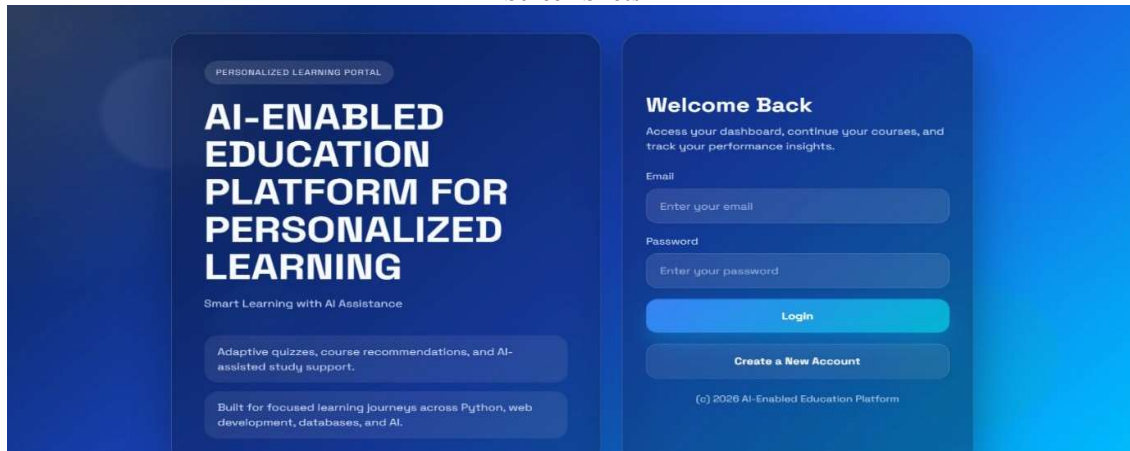 PERSONALIZED LEARNING PORTAL
AI-ENABLED
EDUCATION
PLATFORM FOR
PERSONALIZED
LEARNING
Smart Learning with AI Assistance
Adaptive quizzes, course recommendations, and AI-
assisted study support.
Built for focused learning journeys across Python, web
development, databases, and AI.
Welcome Back
Access your dashboard, continue your courses, and
track your performance insights.
Email
Enter your email
Password
Enter your password
Login
Create a New Account
(c) 2026 AI-Enabled Education Platform